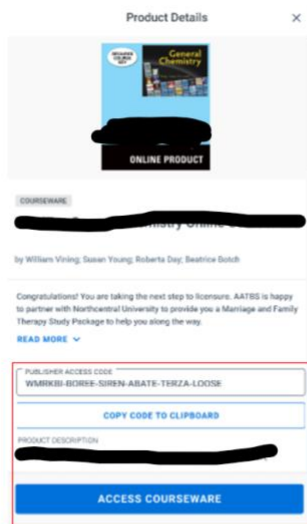 Product Details
General
Chemistry
ONLINE PRODUCT
COURSEWARE
by William Vining; Susan Young; Roberta Day; Beatrice Botch
Congratulations! You are taking the next step to licensure. AATBS is happy
to partner with Northcentral University to provide you a Marriage and Family
Therapy Study Package to help you along the way.
READ MORE
PUBLISHER ACCESS CODE
WMRKBI-BOREE-SIREN-ABATE-TERZA-LOOSE
COPY CODE TO CLIPBOARD
PRODUCT DESCRIPTION
ACCESS COURSEWARE